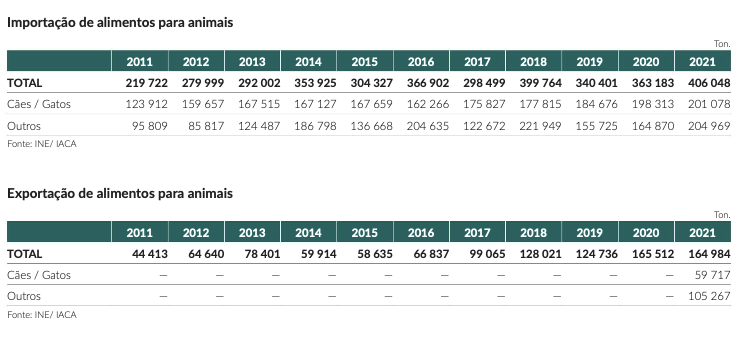 Importação de alimentos para animais
Ton.
2011 2012 2013 2014 2015 2016 2017 2018 2019 2020 2021
TOTAL 219 722 279 999 292 002 353 925 304 327 366 902 298 499 399 764 340 401 363 183 406 048
Cães / Gatos 123 912 159 657 167 515 167 127 167 659 162 266 175 827 177 815 184 676 198 313 201 078
Outros 95 809 85 817 124 487 186 798 136 668 204 635 122 672 221 949 155 725 164 870 204 969
Fonte: INE/ IACA
Exportação de alimentos para animais
Ton.
2011 2012 2013 2014 2015 2016 2017 2018 2019 2020 2021
TOTAL 44 413 64 640 78 401 59 914 58 635 66 837 99 065 128 021 124 736 165 512 164 984
Cães / Gatos — — — — — — — — — — 59 717
Outros — — — — — — — — — — 105 267
Fonte: INE/ IACA